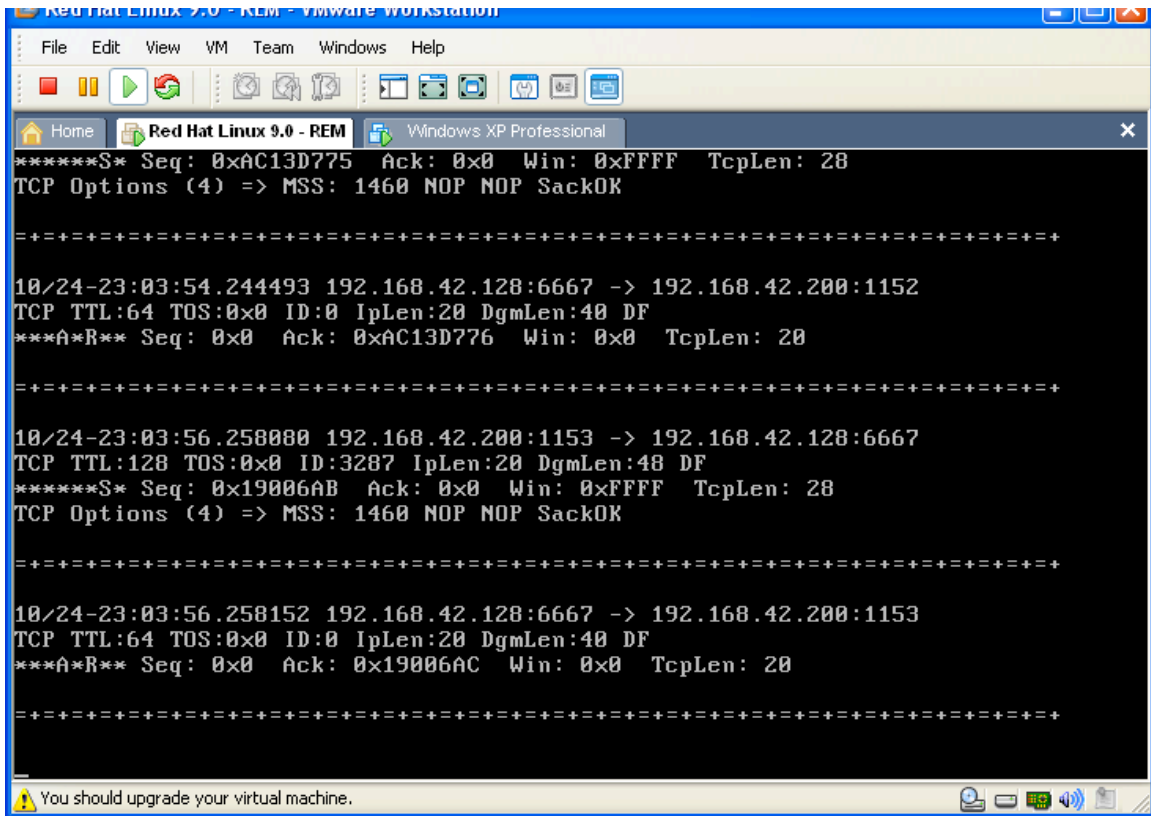 Red Hat Linux 9.0 - REM - VMware Workstation
File Edit View VM Team Windows Help
Home Red Hat Linux 9.0 - REM Windows XP Professional
******S* Seq: 0xAC13D775  Ack: 0x0  Win: 0xFFFF  TcpLen: 28
TCP Options (4) => MSS: 1460 NOP NOP SackOK
=+=+=+=+=+=+=+=+=+=+=+=+=+=+=+=+=+=+=+=+=+=+=+=+=+=+=+=+=+=+=+=+=+=+=+=+=+
10/24-23:03:54.244493 192.168.42.128:6667 -> 192.168.42.200:1152
TCP TTL:64 TOS:0x0 ID:0 IpLen:20 DgmLen:40 DF
***A*R** Seq: 0x0  Ack: 0xAC13D776  Win: 0x0  TcpLen: 20
=+=+=+=+=+=+=+=+=+=+=+=+=+=+=+=+=+=+=+=+=+=+=+=+=+=+=+=+=+=+=+=+=+=+=+=+=+
10/24-23:03:56.258080 192.168.42.200:1153 -> 192.168.42.128:6667
TCP TTL:128 TOS:0x0 ID:3287 IpLen:20 DgmLen:48 DF
******S* Seq: 0x19006AB  Ack: 0x0  Win: 0xFFFF  TcpLen: 28
TCP Options (4) => MSS: 1460 NOP NOP SackOK
=+=+=+=+=+=+=+=+=+=+=+=+=+=+=+=+=+=+=+=+=+=+=+=+=+=+=+=+=+=+=+=+=+=+=+=+=+
10/24-23:03:56.258152 192.168.42.128:6667 -> 192.168.42.200:1153
TCP TTL:64 TOS:0x0 ID:0 IpLen:20 DgmLen:40 DF
***A*R** Seq: 0x0  Ack: 0x19006AC  Win: 0x0  TcpLen: 20
=+=+=+=+=+=+=+=+=+=+=+=+=+=+=+=+=+=+=+=+=+=+=+=+=+=+=+=+=+=+=+=+=+=+=+=+=+
You should upgrade your virtual machine.